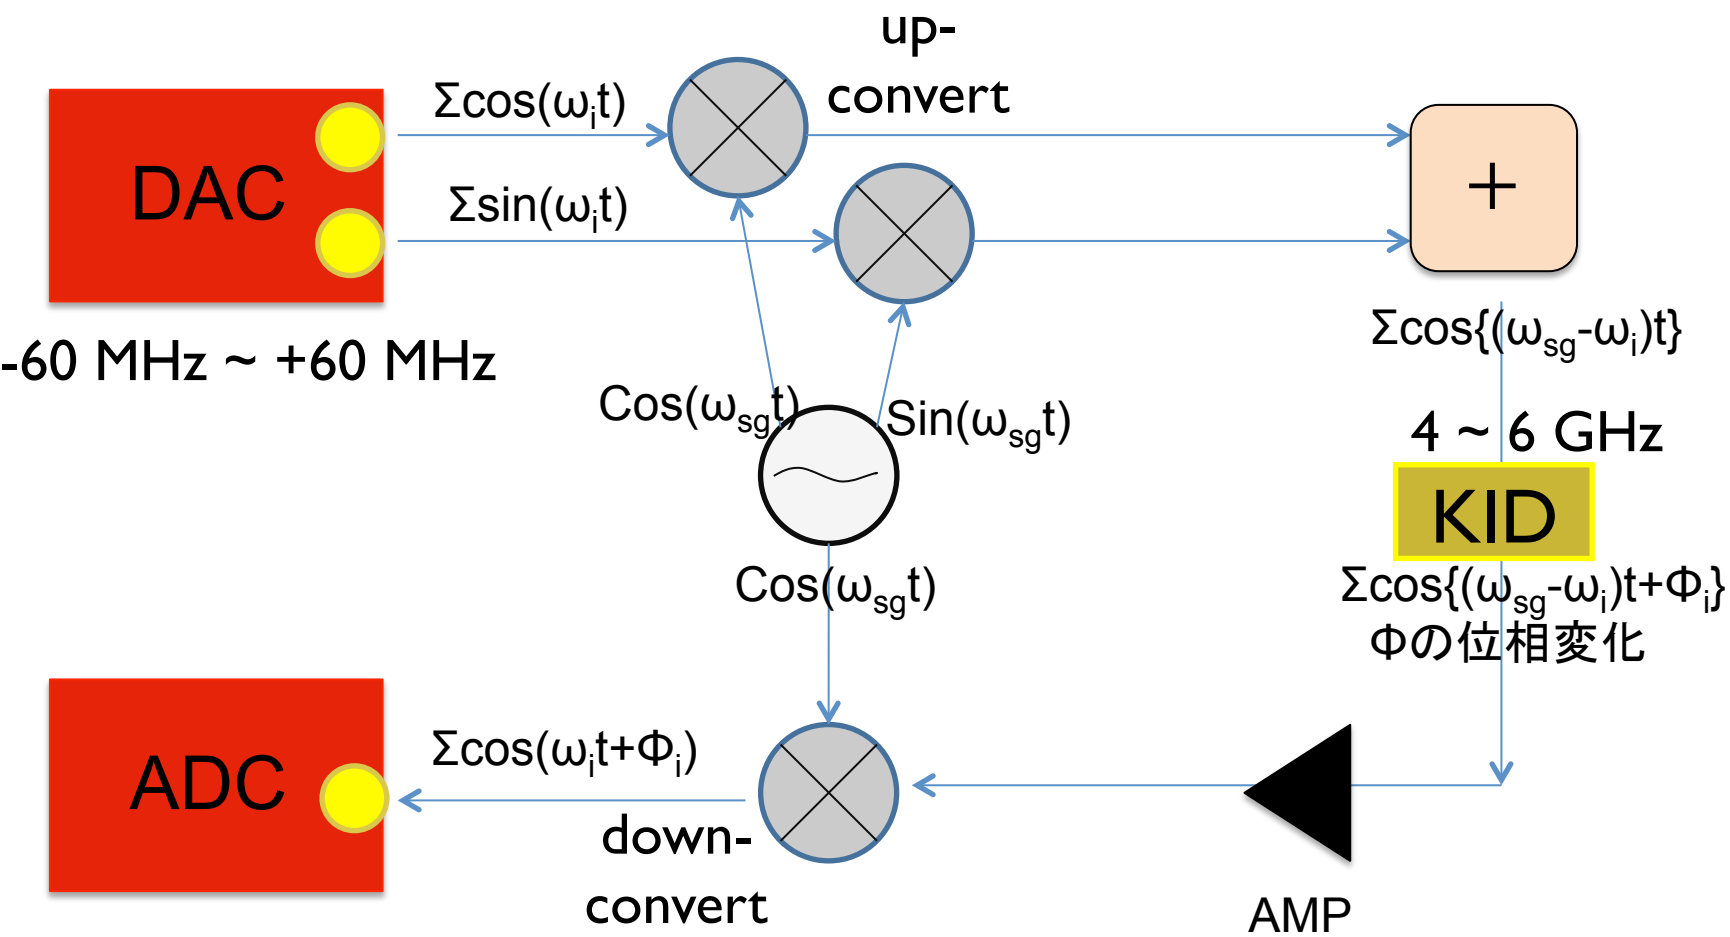 up-
convert
Σcos(ωit)
DAC
Σsin(ωit)
+
-60 MHz ~ +60 MHz
Σcos{(ωsg-ωi)t}
Cos(ωsgt)
Sin(ωsgt)
4 ~ 6 GHz
KID
Cos(ωsgt)
Σcos{(ωsg-ωi)t+Φi}
Φの位相変化
ADC
Σcos(ωit+Φi)
down-
convert
AMP